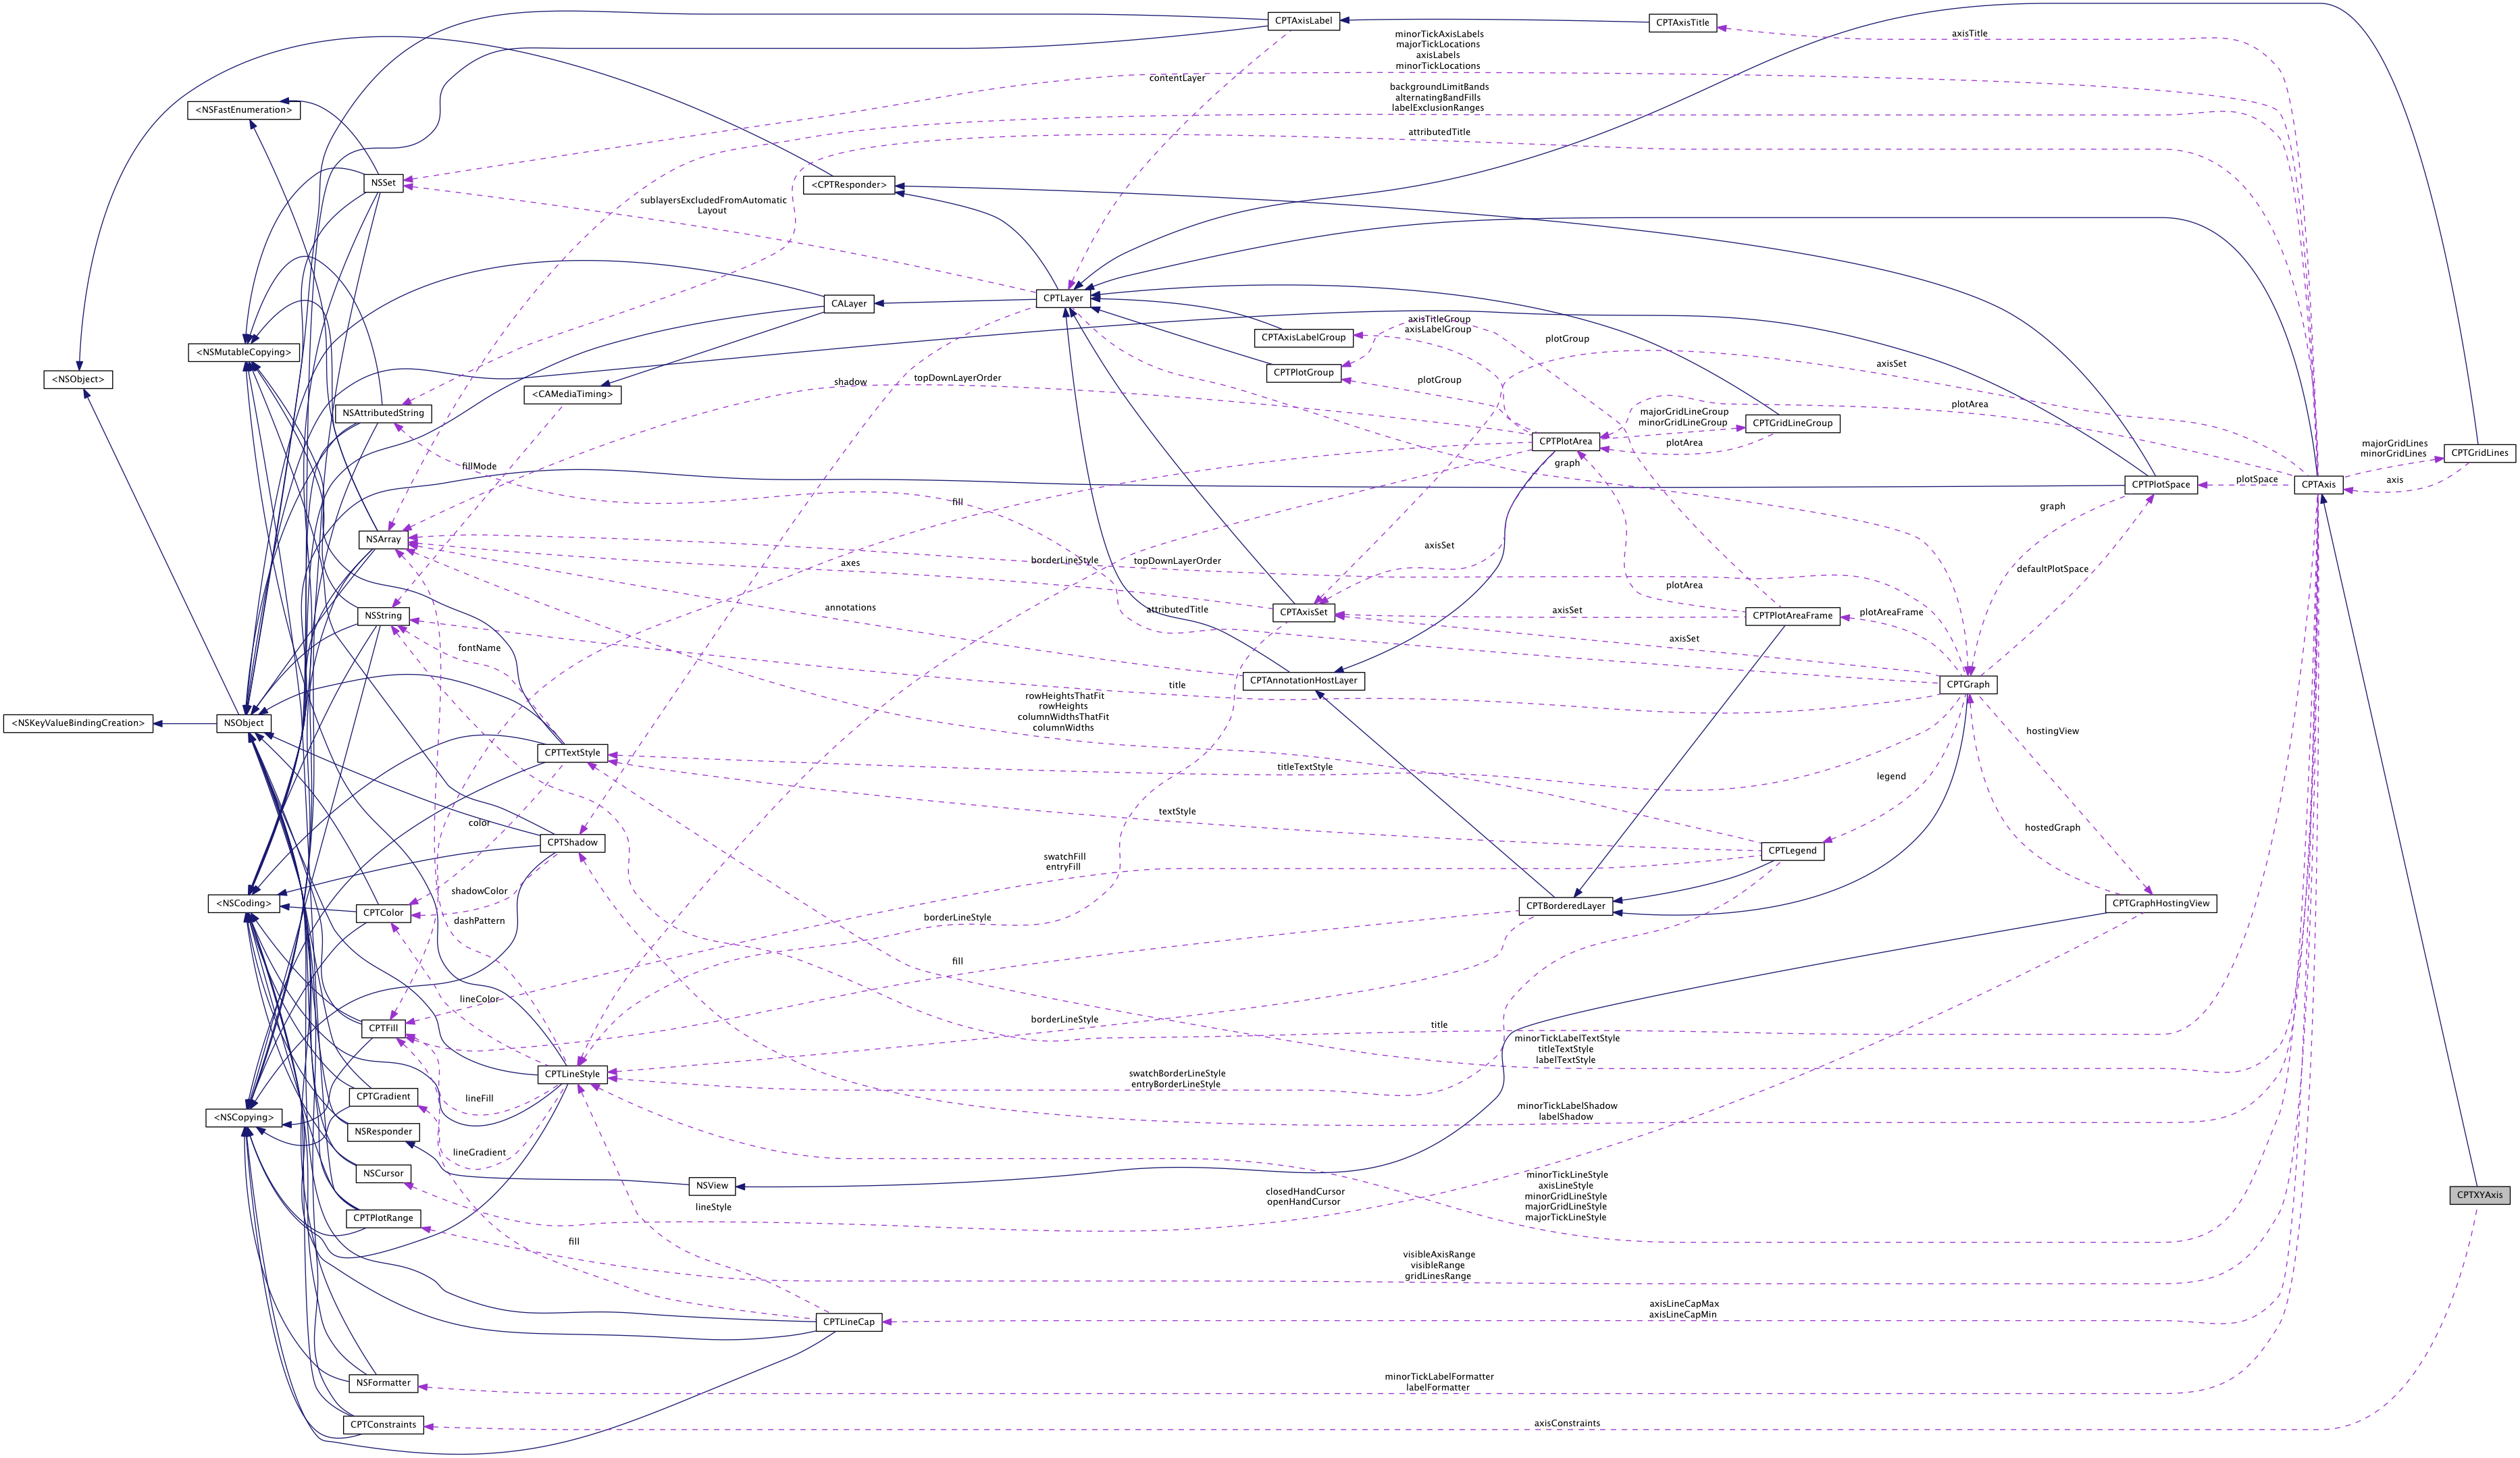 CPTAxisLabel
CPTAxisTitle
axisTitle
minorTickAxisLabels
majorTickLocations
axisLabels
minorTickLocations
contentLayer
backgroundLimitBands
alternatingBandFills
labelExclusionRanges
<NSFastEnumeration>
attributedTitle
NSSet
<CPTResponder>
sublayersExcludedFromAutomatic
Layout
CPTLayer
CALayer
axisTitleGroup
axisLabelGroup
CPTAxisLabelGroup
plotGroup
<NSMutableCopying>
axisSet
CPTPlotGroup
<NSObject>
shadow
topDownLayerOrder
plotGroup
<CAMediaTiming>
plotArea
NSAttributedString
majorGridLineGroup
minorGridLineGroup
CPTGridLineGroup
CPTPlotArea
plotArea
majorGridLines
minorGridLines
CPTGridLines
fillMode
graph
plotSpace
axis
CPTPlotSpace
CPTAxis
fill
graph
NSArray
axisSet
borderLineStyle
topDownLayerOrder
axes
defaultPlotSpace
plotArea
annotations
attributedTitle
CPTAxisSet
axisSet
CPTPlotAreaFrame
plotAreaFrame
NSString
axisSet
fontName
CPTAnnotationHostLayer
title
CPTGraph
rowHeightsThatFit
rowHeights
columnWidthsThatFit
columnWidths
<NSKeyValueBindingCreation>
NSObject
hostingView
CPTTextStyle
titleTextStyle
legend
textStyle
color
hostedGraph
CPTShadow
CPTLegend
swatchFill
entryFill
shadowColor
<NSCoding>
CPTColor
dashPattern
borderLineStyle
CPTBorderedLayer
CPTGraphHostingView
fill
lineColor
CPTFill
borderLineStyle
title
minorTickLabelTextStyle
titleTextStyle
labelTextStyle
CPTLineStyle
swatchBorderLineStyle
entryBorderLineStyle
CPTGradient
lineFill
minorTickLabelShadow
labelShadow
<NSCopying>
NSResponder
lineGradient
NSCursor
NSView
closedHandCursor
openHandCursor
minorTickLineStyle
axisLineStyle
minorGridLineStyle
majorGridLineStyle
majorTickLineStyle
CPTXYAxis
lineStyle
CPTPlotRange
fill
visibleAxisRange
visibleRange
gridLinesRange
axisLineCapMax
axisLineCapMin
CPTLineCap
NSFormatter
minorTickLabelFormatter
labelFormatter
CPTConstraints
axisConstraints